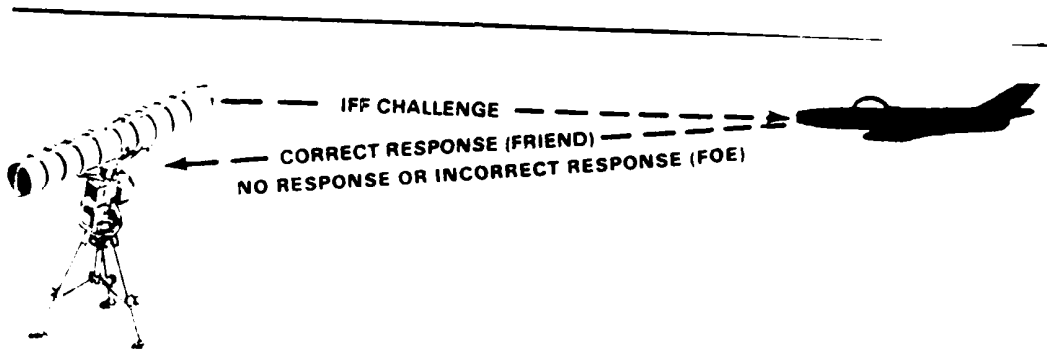 IFF CHALLENGE
CORRECT RESPONSE (FRIEND)
NO RESPONSE OR INCORRECT RESPONSE (FOE)